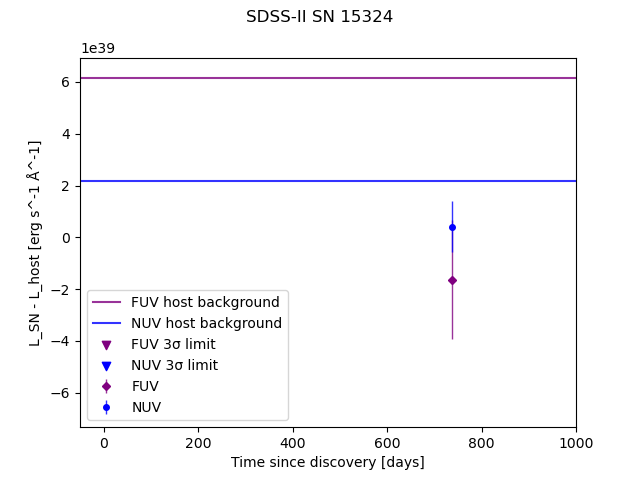 SDSS-II SN 15324
1e39
L_SN - L_host [erg s^-1 Å^-1]
6
4
2
0
−2
−4
−6
FUV host background
NUV host background
FUV 3σ limit
NUV 3σ limit
FUV
NUV
0 200 400 600 800 1000
Time since discovery [days]